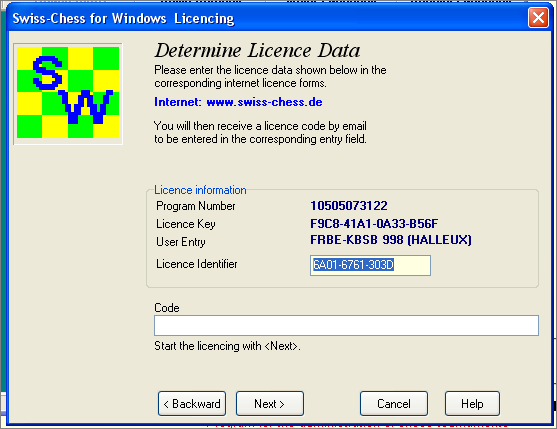 Swiss-Chess for Windows Licencing
SW
Determine Licence Data
Please enter the licence data shown below in the
corresponding internet licence forms.
Internet: www.swiss-chess.de
You will then receive a licence code by email
to be entered in the corresponding entry field.
Licence information
Program Number 10505073122
Licence Key F9C8-41A1-0A33-B56F
User Entry FRBE-KBSB 998 (HALLEUX)
Licence Identifier 6A01-6761-303D
Code
Start the licencing with <Next>.
< Backward Next > Cancel Help